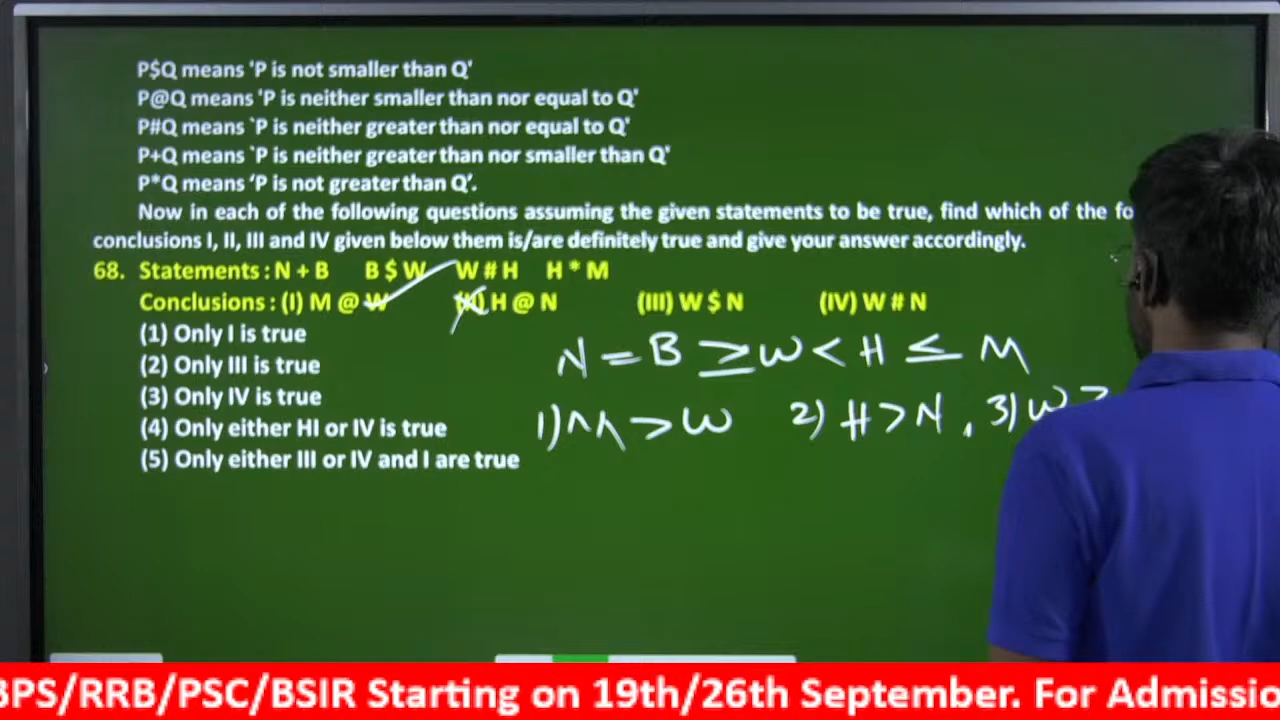 P$Q means 'P is not smaller than Q'
P@Q means 'P is neither smaller than nor equal to Q'
P#Q means `P is neither greater than nor equal to Q'
P+Q means `P is neither greater than nor smaller than Q'
P*Q means 'P is not greater than Q'.
Now in each of the following questions assuming the given statements to be true, find which of the
conclusions I, II, III and IV given below them is/are definitely true and give your answer accordingly.
68. Statements : N + B B $ W W # H H * M
Conclusions : (I) M @ W (II) H @ N (III) W $ N (IV) W # N
(1) Only I is true
(2) Only III is true
(3) Only IV is true
(4) Only either HI or IV is true
(5) Only either III or IV and I are true
N = B ≥ W < H ≤ M
1) M > W 2) H > N , 3) W
BPS/RRB/PSC/BSIR Starting on 19th/26th September. For